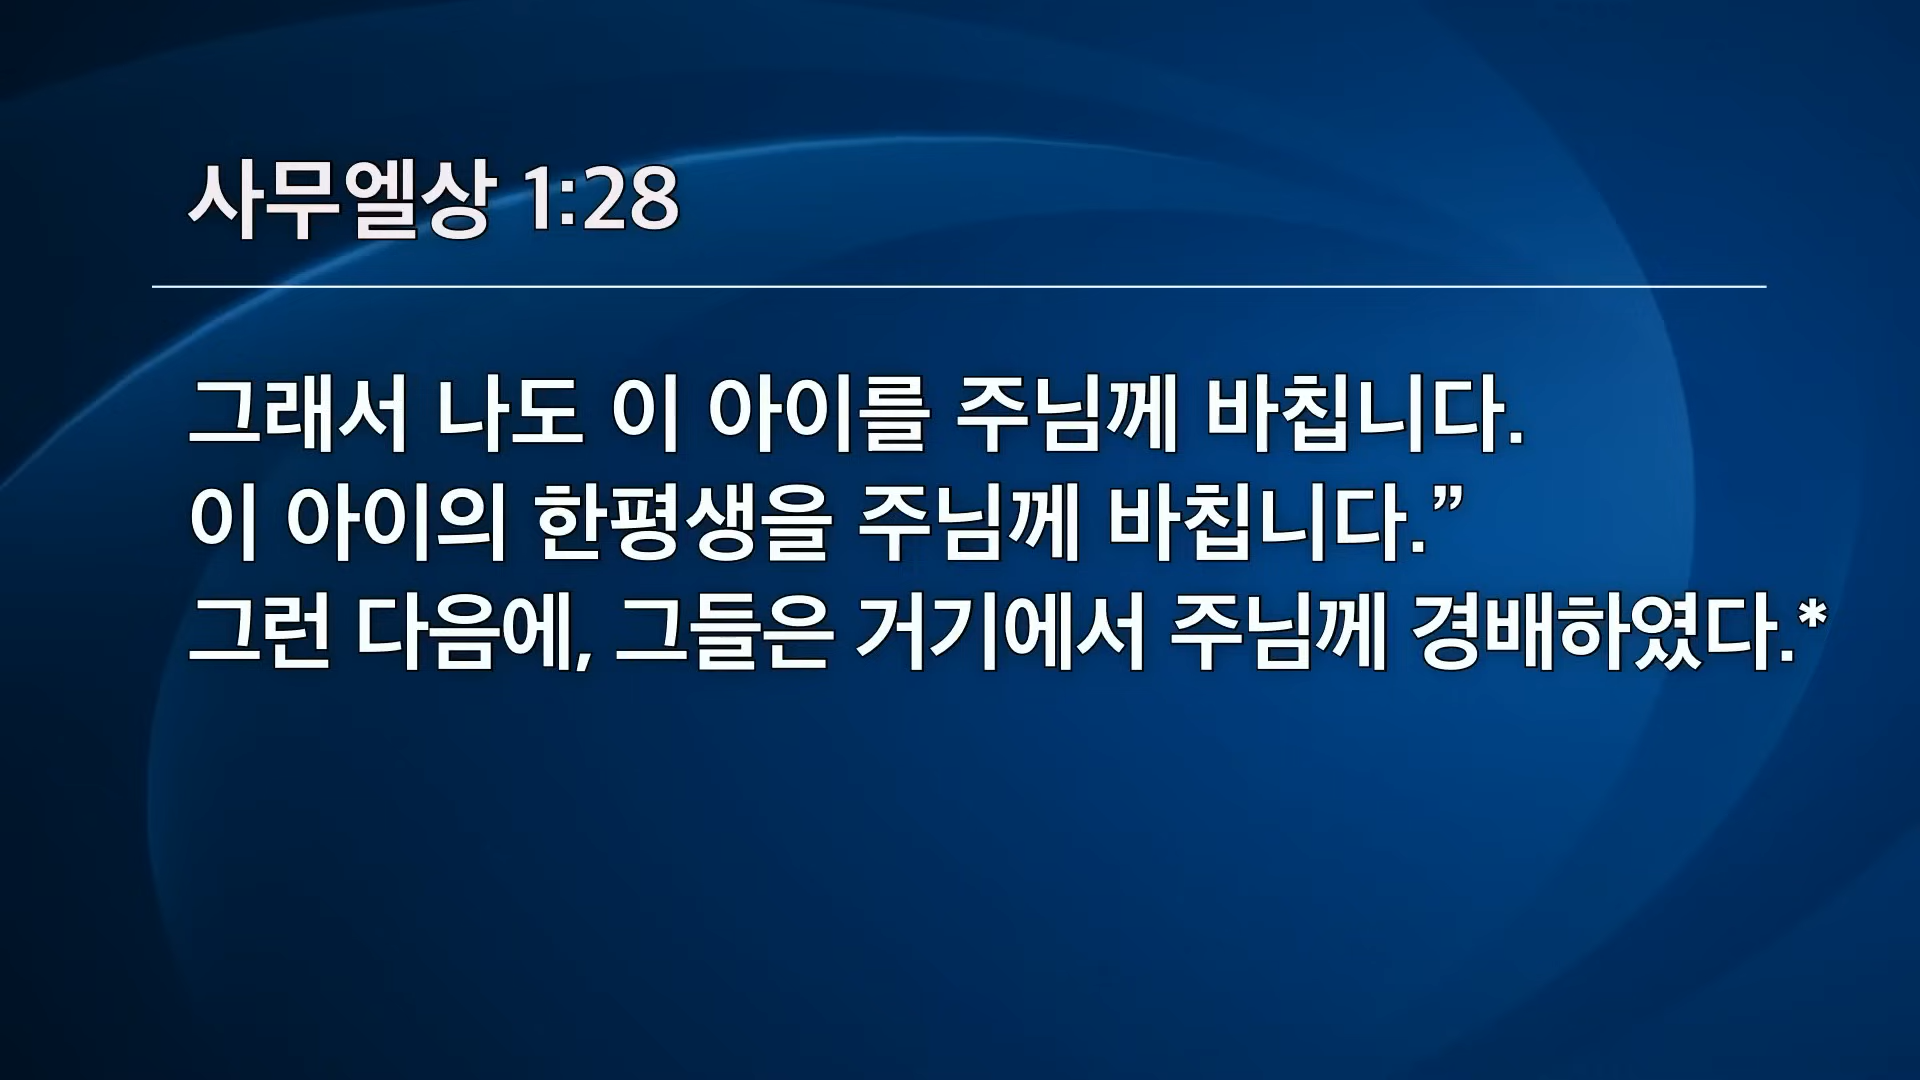 사무엘상 1:28
그래서 나도 이 아이를 주님께 바칩니다.
이 아이의 한평생을 주님께 바칩니다.”
그런 다음에, 그들은 거기에서 주님께 경배하였다.*